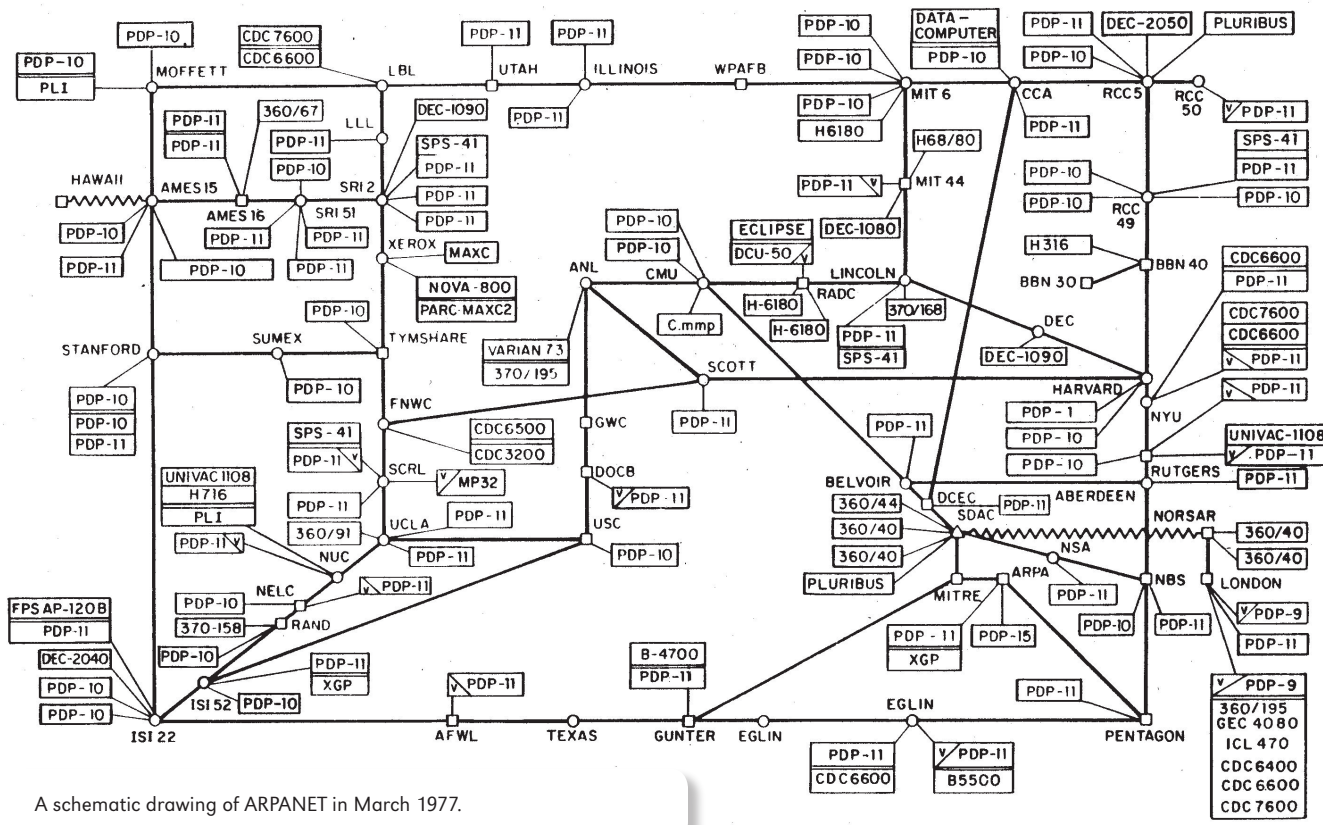 PDP-10
CDC 7600
CDC 6600
PDP-11
PDP-11
PDP-10
PDP-10
PDP-10
H6180
DATA-
COMPUTER
PDP-10
PDP-11
PDP-10
DEC-2050
PLURIBUS
PDP-10
PLI
MOFFETT
LBL
UTAH
ILLINOIS
WPAFB
MIT 6
CCA
RCC5
RCC
50
V PDP-11
PDP-11
PDP-11
PDP-11
PDP-11
360/67
LLL
PDP-11
DEC-1090
SPS-41
PDP-11
PDP-11
PDP-11
H68/80
PDP-11 V
MIT 44
DEC-1080
PDP-10
PDP-10
RCC
49
SPS-41
PDP-11
PDP-10
HAWAII
AMES 15
AMES 16
PDP-10
SRI 51
SRI 2
PDP-10
PDP-11
PDP-10
PDP-11
PDP-11
PDP-11
XEROX
MAXC
NOVA-800
PARC-MAXC2
ANL
PDP-10
PDP-10
CMU
C.mmp
ECLIPSE
DCU-50 V
RADC
H-6180
H-6180
LINCOLN
370/168
PDP-11
SPS-41
H316
BBN 40
BBN 30
CDC6600
PDP-11
CDC7600
CDC6600
V PDP-11
V PDP-11
DEC
DEC-1090
STANFORD
SUMEX
PDP-10
TYMSHARE
PDP-10
PDP-10
PDP-10
PDP-11
VARIAN 73
370/195
SCOTT
PDP-11
HARVARD
PDP-1
PDP-10
PDP-10
NYU
FNWC
CDC6500
CDC3200
GWC
SPS-41
PDP-11 V
SCRL
V MP32
PDP-11
DOCB
V PDP-11
PDP-11
BELVOIR
ABERDEEN
RUTGERS
UNIVAC-1108
V PDP-11
PDP-11
UNIVAC 1108
H716
PLI
PDP-11 V
NUC
360/91
UCLA
PDP-11
PDP-11
USC
PDP-10
360/44
360/40
360/40
PLURIBUS
DCEC
PDP-11
SDAC
NORSAR
360/40
360/40
NSA
PDP-11
NBS
PDP-10
PDP-11
LONDON
V PDP-9
PDP-11
V PDP-9
360/195
GEC 4080
ICL 470
CDC6400
CDC6600
CDC7600
NELC
PDP-10
V PDP-11
370-158
RAND
PDP-10
FPS AP-120B
PDP-11
DEC-2040
PDP-10
PDP-10
ISI 22
ISI 52
PDP-11
XGP
PDP-10
MITRE
ARPA
PDP-11
XGP
PDP-15
V PDP-11
AFWL
TEXAS
B-4700
PDP-11
GUNTER
EGLIN
EGLIN
PDP-11
CDC6600
V PDP-11
B5500
PDP-11
PENTAGON
A schematic drawing of ARPANET in March 1977.